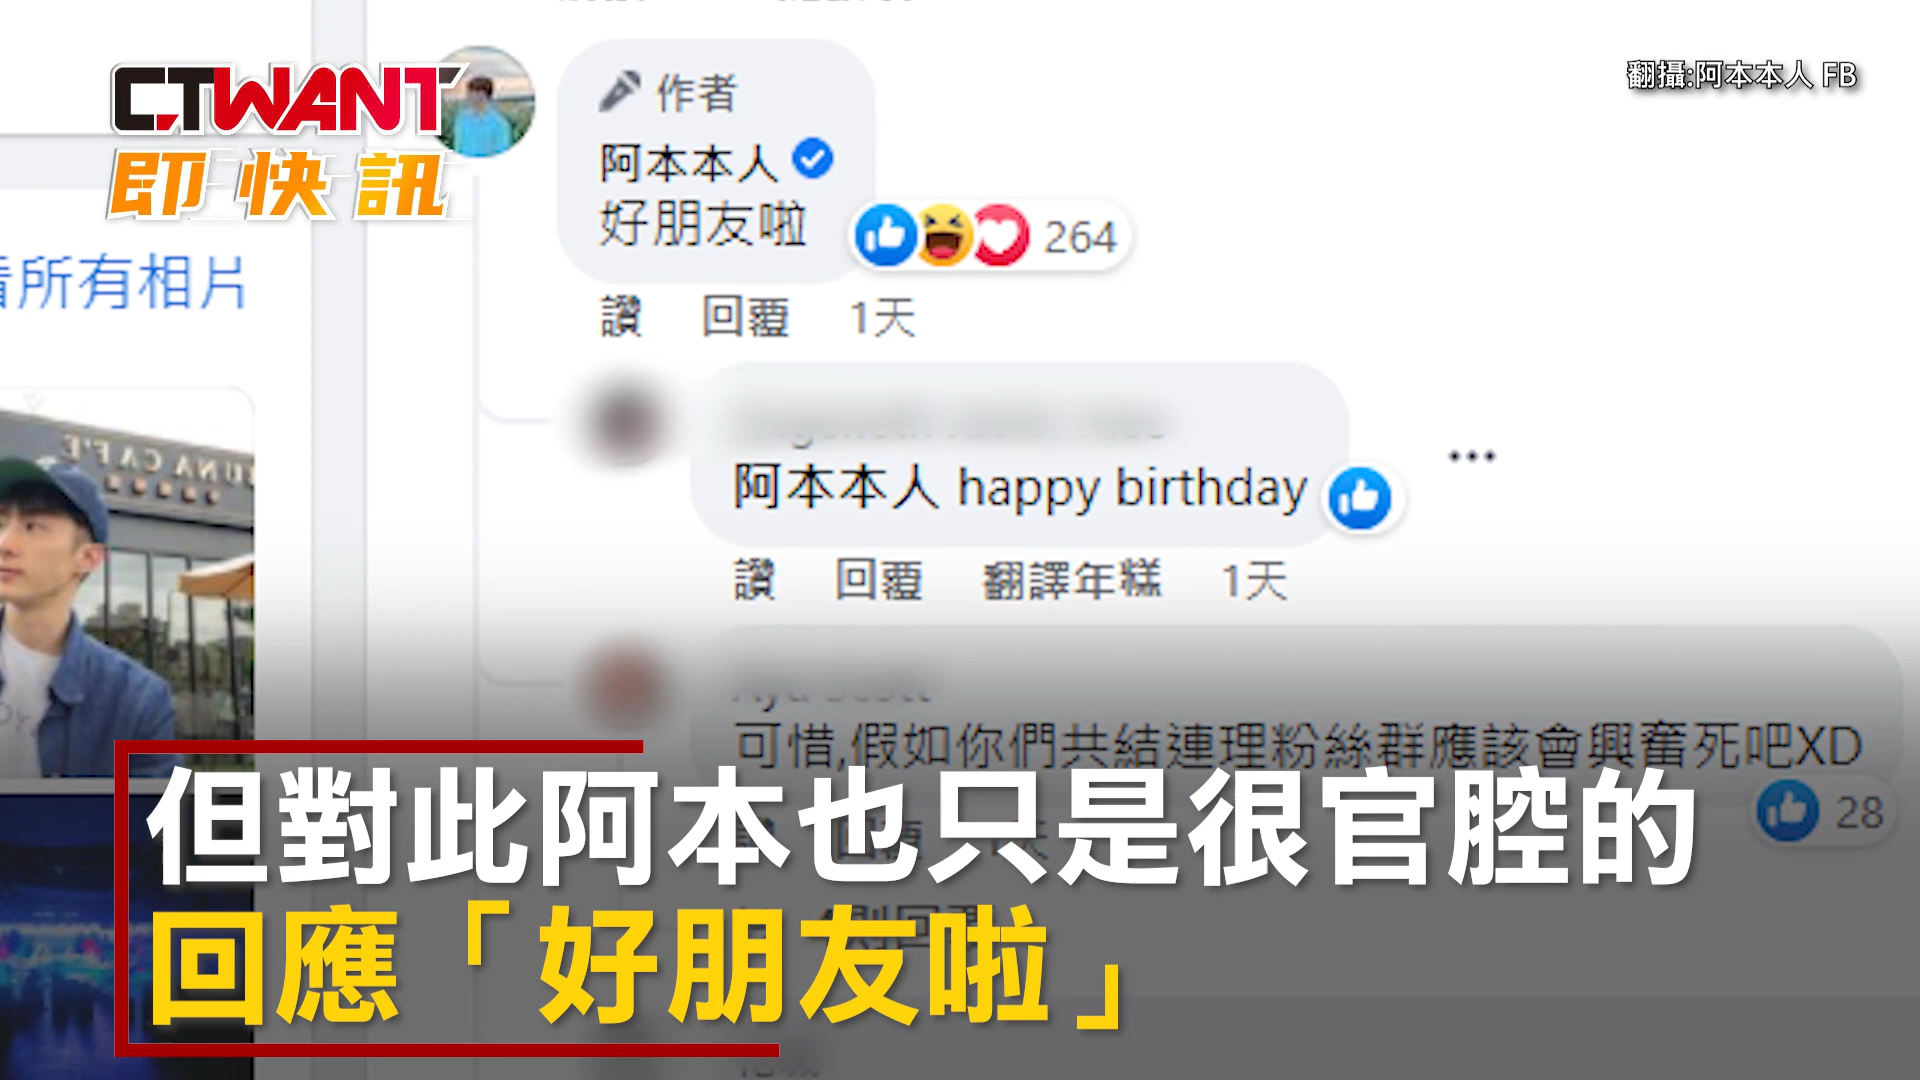 CTWANT
即快訊
翻攝:阿本本人 FB
作者
阿本本人
好朋友啦
264
讚 回覆 1天
看所有相片
阿本本人 happy birthday
讚 回覆 翻譯年糕 1天
可惜,假如你們共結連理粉絲群應該會興奮死吧XD
28
但對此阿本也只是很官腔的
回應「好朋友啦」